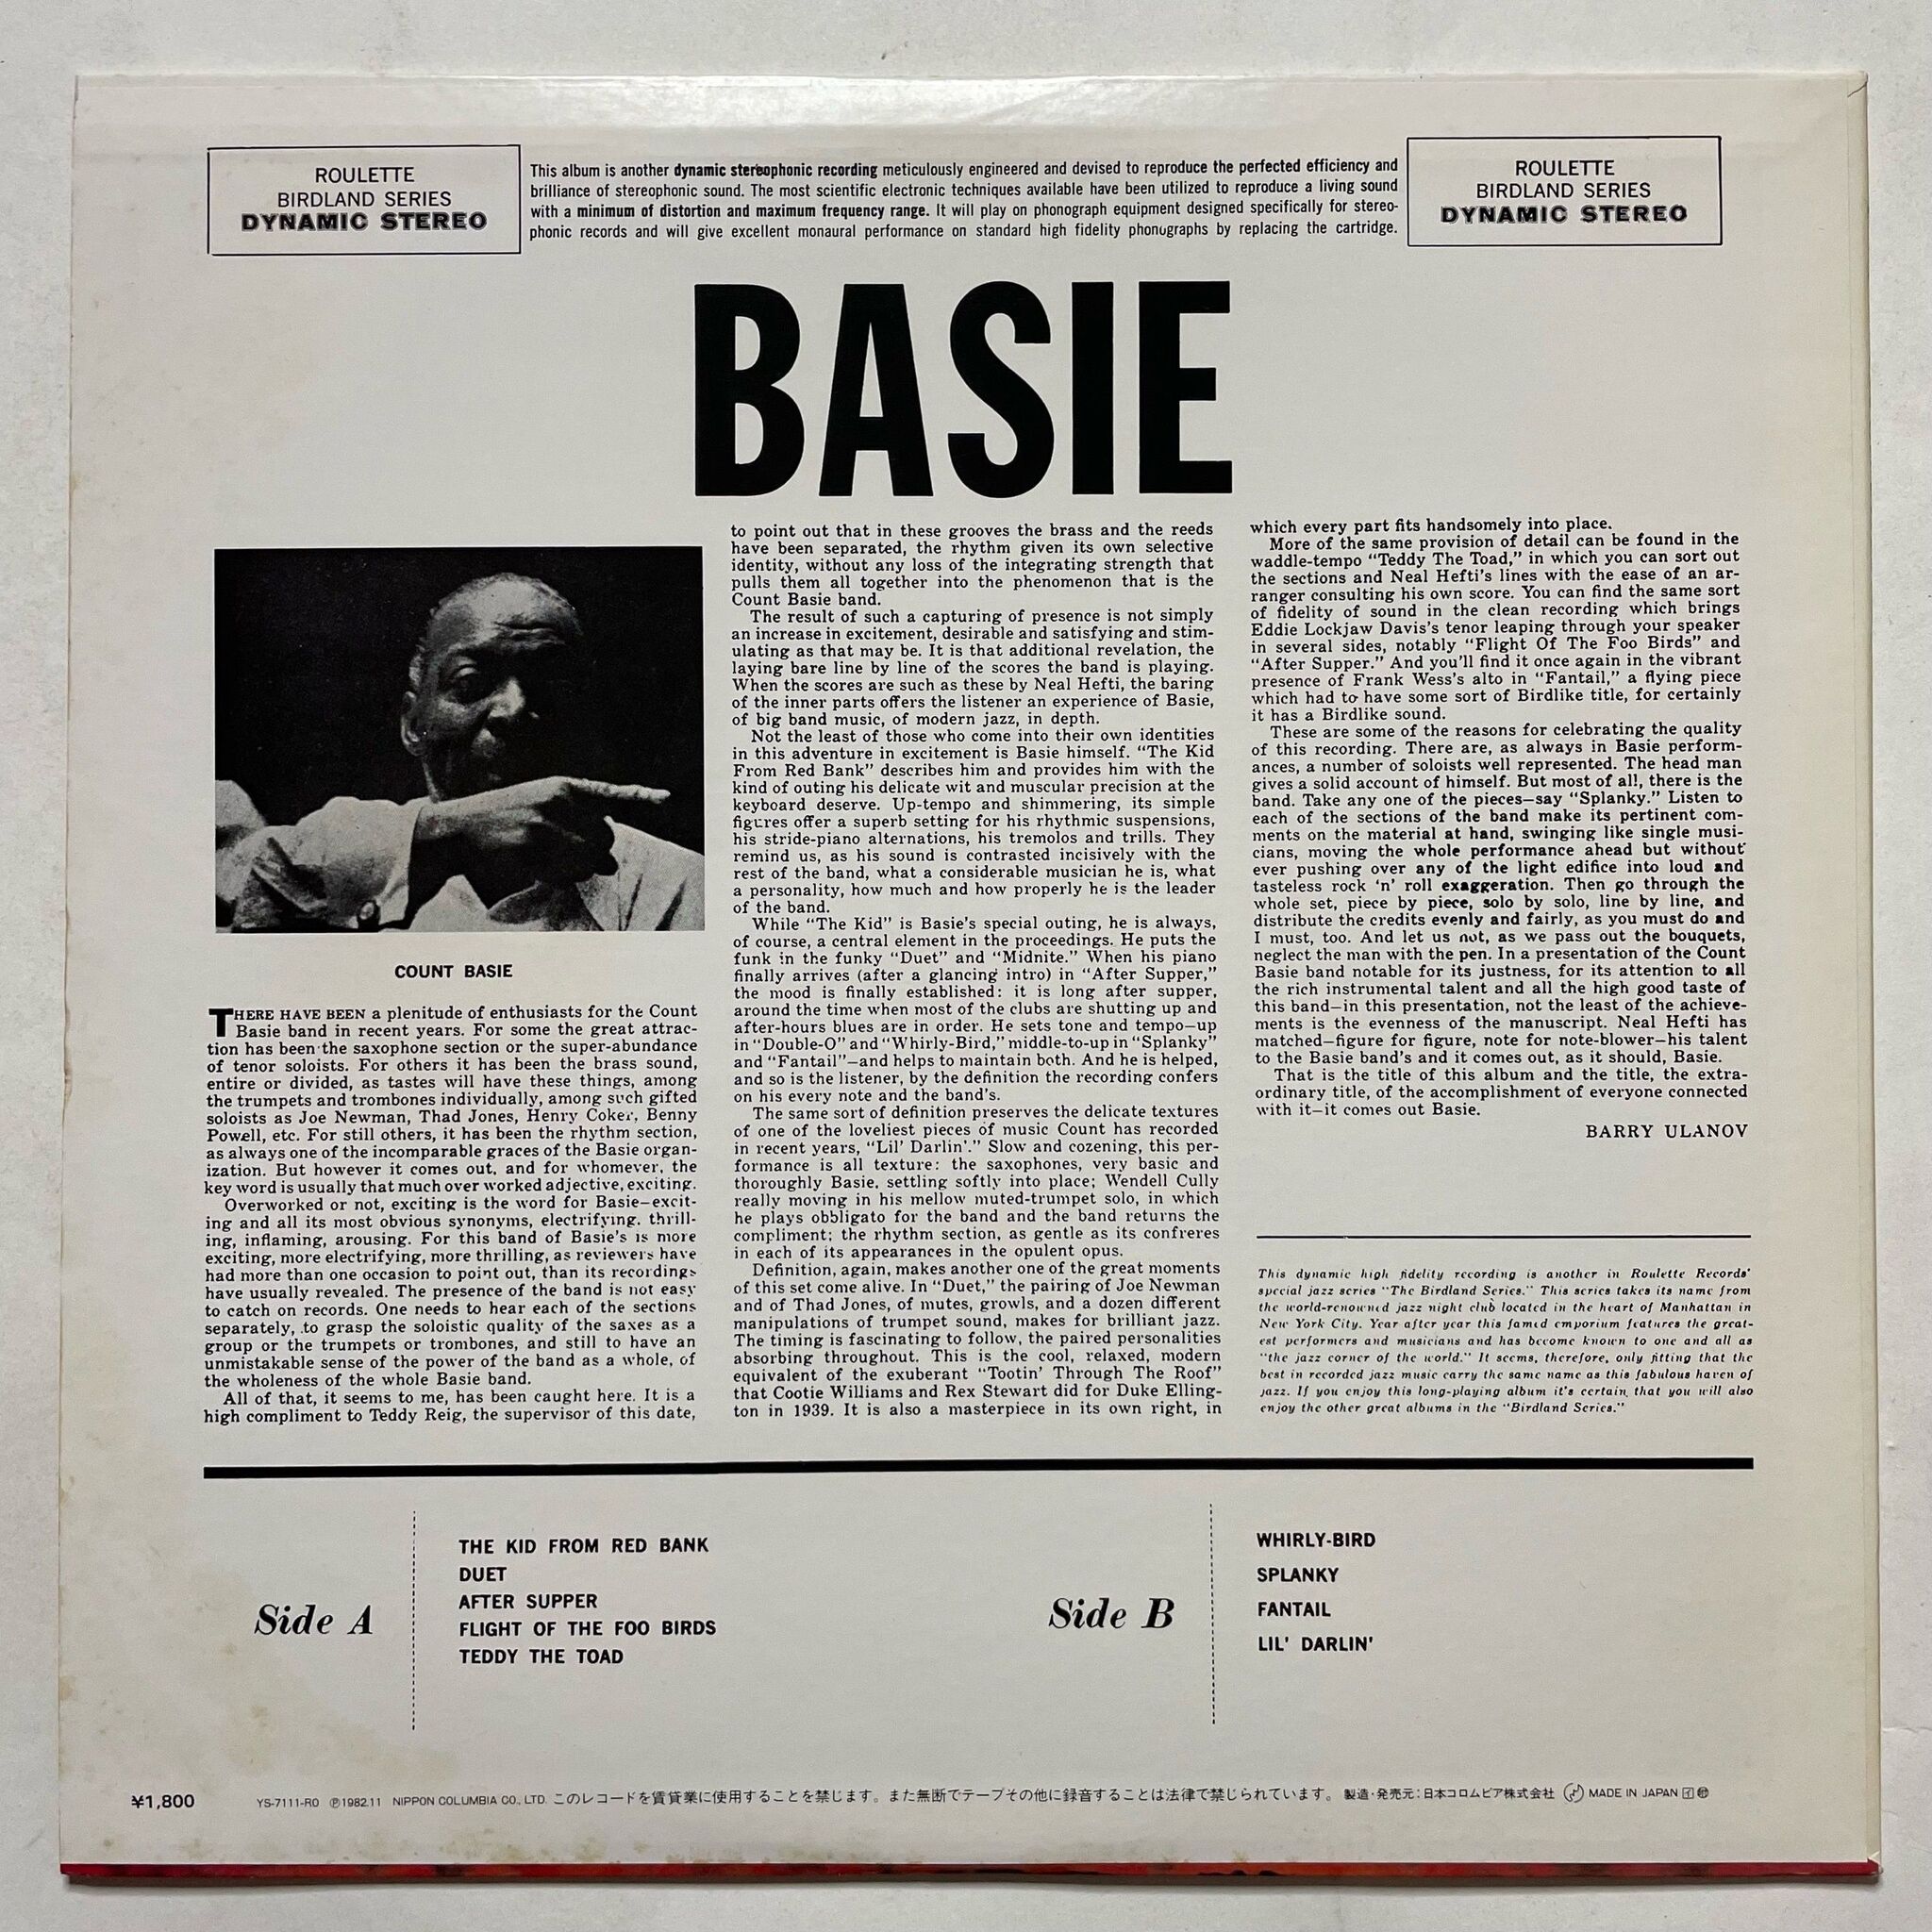 ROULETTE
BIRDLAND SERIES
DYNAMIC STEREO
This album is another dynamic stereophonic recording meticulously engineered and devised to reproduce the perfected efficiency and
brilliance of stereophonic sound. The most scientific electronic techniques available have been utilized to reproduce a living sound
with a minimum of distortion and maximum frequency range. It will play on phonograph equipment designed specifically for stereo-
phonic records and will give excellent monaural performance on standard high fidelity phonographs by replacing the cartridge.
ROULETTE
BIRDLAND SERIES
DYNAMIC STEREO
BASIE
COUNT BASIE
THERE HAVE BEEN a plenitude of enthusiasts for the Count
Basie band in recent years. For some the great attrac-
tion has been the saxophone section or the super-abundance
of tenor soloists. For others it has been the brass sound,
entire or divided, as tastes will have these things, among
the trumpets and trombones individually, among such gifted
soloists as Joe Newman, Thad Jones, Henry Coker, Benny
Powell, etc. For still others, it has been the rhythm section,
as always one of the incomparable graces of the Basie organ-
ization. But however it comes out, and for whomever, the
key word is usually that much over worked adjective, exciting.
Overworked or not, exciting is the word for Basie—excit-
ing and all its most obvious synonyms, electrifying, thrill-
ing, inflaming, arousing. For this band of Basie's is more
exciting, more electrifying, more thrilling, as reviewers have
had more than one occasion to point out, than its recordings
have usually revealed. The presence of the band is not easy
to catch on records. One needs to hear each of the sections
separately, to grasp the soloistic quality of the saxes as a
group or the trumpets or trombones, and still to have an
unmistakable sense of the power of the band as a whole, of
the wholeness of the whole Basie band.
All of that, it seems to me, has been caught here. It is a
high compliment to Teddy Reig, the supervisor of this date,
to point out that in these grooves the brass and the reeds
have been separated, the rhythm given its own selective
identity, without any loss of the integrating strength that
pulls them all together into the phenomenon that is the
Count Basie band.
The result of such a capturing of presence is not simply
an increase in excitement, desirable and satisfying and stim-
ulating as that may be. It is that additional revelation, the
laying bare line by line of the scores the band is playing.
When the scores are such as these by Neal Hefti, the baring
of the inner parts offers the listener an experience of Basie,
of big band music, of modern jazz, in depth.
Not the least of those who come into their own identities
in this adventure in excitement is Basie himself. “The Kid
From Red Bank” describes him and provides him with the
kind of outing his delicate wit and muscular precision at the
keyboard deserve. Up-tempo and shimmering, its simple
figures offer a superb setting for his rhythmic suspensions,
his stride-piano alternations, his tremolos and trills. They
remind us, as his sound is contrasted incisively with the
rest of the band, what a considerable musician he is, what
a personality, how much and how properly he is the leader
of the band.
While “The Kid” is Basie's special outing, he is always,
of course, a central element in the proceedings. He puts the
funk in the funky “Duet” and “Midnite.” When his piano
finally arrives (after a glancing intro) in “After Supper,”
the mood is finally established: it is long after supper,
around the time when most of the clubs are shutting up and
after-hours blues are in order. He sets tone and tempo—up
in “Double-O” and “Whirly-Bird,” middle-to-up in “Splanky”
and “Fantail”—and helps to maintain both. And he is helped,
and so is the listener, by the definition the recording confers
on his every note and the band's.
The same sort of definition preserves the delicate textures
of one of the loveliest pieces of music Count has recorded
in recent years, “Lil' Darlin'.” Slow and cozening, this per-
formance is all texture: the saxophones, very basic and
thoroughly Basie, settling softly into place; Wendell Cully
really moving in his mellow muted-trumpet solo, in which
he plays obbligato for the band and the band returns the
compliment; the rhythm section, as gentle as its confreres
in each of its appearances in the opulent opus.
Definition, again, makes another one of the great moments
of this set come alive. In “Duet,” the pairing of Joe Newman
and of Thad Jones, of mutes, growls, and a dozen different
manipulations of trumpet sound, makes for brilliant jazz.
The timing is fascinating to follow, the paired personalities
absorbing throughout. This is the cool, relaxed, modern
equivalent of the exuberant “Tootin' Through The Roof”
that Cootie Williams and Rex Stewart did for Duke Elling-
ton in 1939. It is also a masterpiece in its own right, in
which every part fits handsomely into place.
More of the same provision of detail can be found in the
waddle-tempo “Teddy The Toad,” in which you can sort out
the sections and Neal Hefti's lines with the ease of an ar-
ranger consulting his own score. You can find the same sort
of fidelity of sound in the clean recording which brings
Eddie Lockjaw Davis's tenor leaping through your speaker
in several sides, notably “Flight Of The Foo Birds” and
“After Supper.” And you'll find it once again in the vibrant
presence of Frank Wess's alto in “Fantail,” a flying piece
which had to have some sort of Birdlike title, for certainly
it has a Birdlike sound.
These are some of the reasons for celebrating the quality
of this recording. There are, as always in Basie perform-
ances, a number of soloists well represented. The head man
gives a solid account of himself. But most of all, there is the
band. Take any one of the pieces—say “Splanky.” Listen to
each of the sections of the band make its pertinent com-
ments on the material at hand, swinging like single musi-
cians, moving the whole performance ahead but without
ever pushing over any of the light edifice into loud and
tasteless rock 'n' roll exaggeration. Then go through the
whole set, piece by piece, solo by solo, line by line, and
distribute the credits evenly and fairly, as you must do and
I must, too. And let us not, as we pass out the bouquets,
neglect the man with the pen. In a presentation of the Count
Basie band notable for its justness, for its attention to all
the rich instrumental talent and all the high good taste of
this band—in this presentation, not the least of the achieve-
ments is the evenness of the manuscript. Neal Hefti has
matched—figure for figure, note for note-blower—his talent
to the Basie band's and it comes out, as it should, Basie.
That is the title of this album and the title, the extra-
ordinary title, of the accomplishment of everyone connected
with it—it comes out Basie.
BARRY ULANOV
This dynamic high fidelity recording is another in Roulette Records'
special jazz series “The Birdland Series.” This series takes its name from
the world-renowned jazz night club located in the heart of Manhattan in
New York City. Year after year this famed emporium features the great-
est performers and musicians and has become known to one and all as
“the jazz corner of the world.” It seems, therefore, only fitting that the
best in recorded jazz music carry the same name as this fabulous haven of
jazz. If you enjoy this long-playing album it's certain that you will also
enjoy the other great albums in the “Birdland Series.”
Side A
THE KID FROM RED BANK
DUET
AFTER SUPPER
FLIGHT OF THE FOO BIRDS
TEDDY THE TOAD
Side B
WHIRLY-BIRD
SPLANKY
FANTAIL
LIL' DARLIN'
¥1,800 YS-7111-RO Ⓟ1982.11 NIPPON COLUMBIA CO., LTD. このレコードを賃貸業に使用することを禁じます。また無断でテープその他に録音することは法律で禁じられています。 製造・発売元：日本コロムビア株式会社 MADE IN JAPAN イ